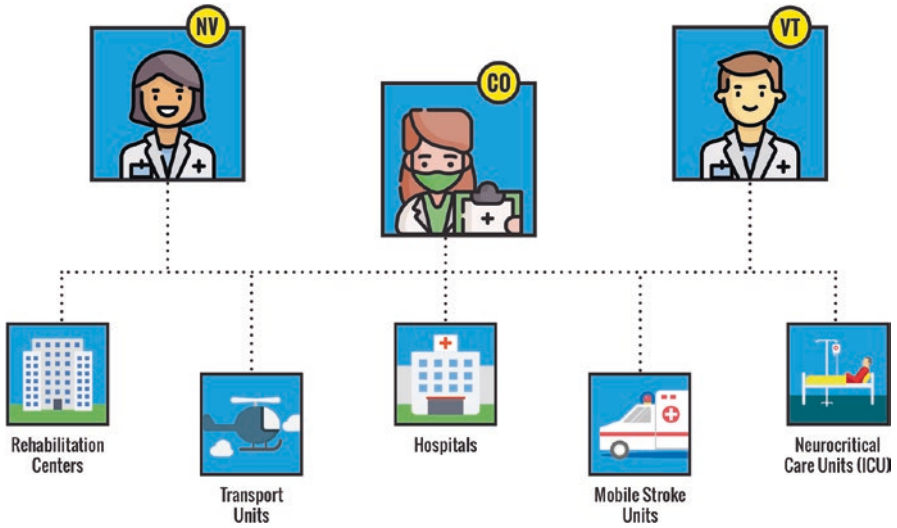 NV
CO
VT
Rehabilitation
Centers
Transport
Units
Hospitals
Mobile Stroke
Units
Neurocritical
Care Units (ICU)